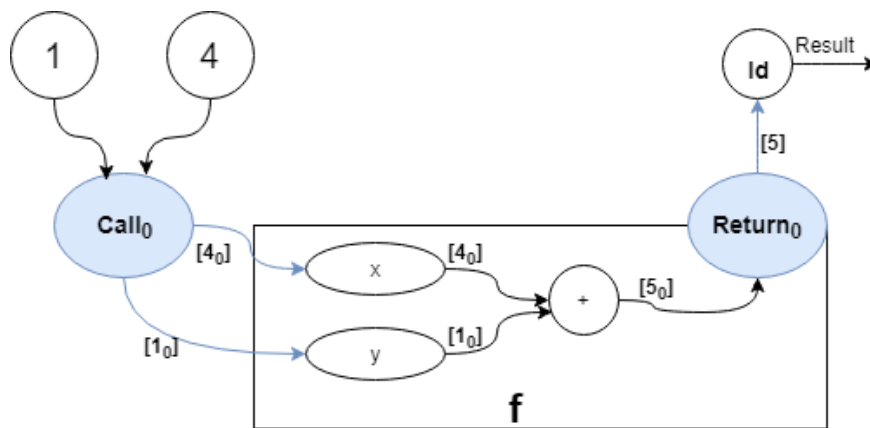 1
4
Id
Result
[5]
Call₀
Return₀
[4₀]
x
[4₀]
+
[5₀]
[1₀]
y
[1₀]
f